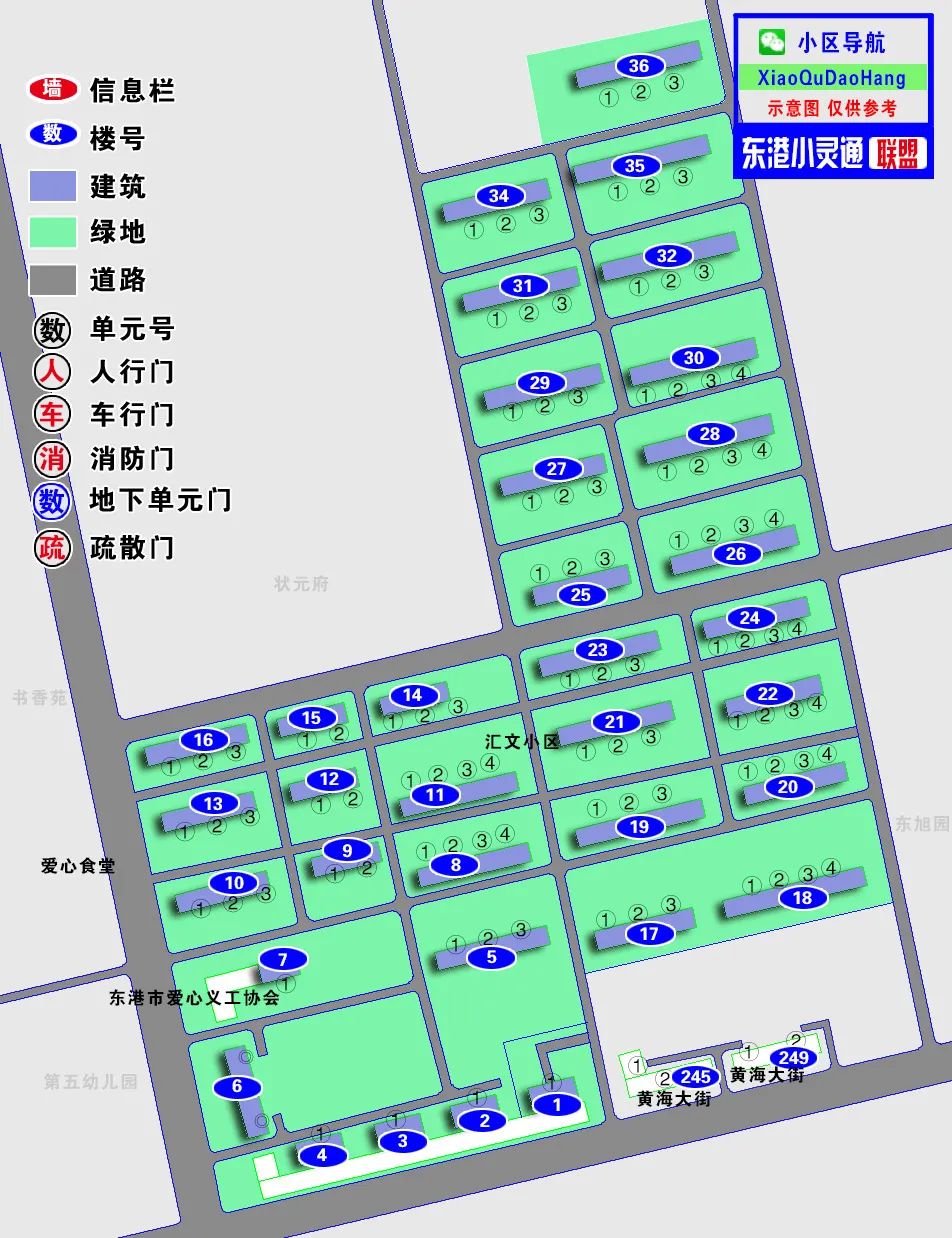 小区导航
XiaoQuDaoHang
示意图 仅供参考
东港小灵通 联盟
墙 信息栏
数 楼号
建筑
绿地
道路
数 单元号
人 人行门
车 车行门
消 消防门
数 地下单元门
疏 疏散门
36
① ② ③
35
① ② ③
34
① ② ③
32
① ② ③
31
① ② ③
30
① ② ③ ④
29
① ② ③
28
① ② ③ ④
27
① ② ③
① ② ③ ④
26
① ② ③
25
状元府
24
① ② ③ ④
23
① ② ③
书香苑
22
① ② ③ ④
14
① ② ③
15
① ②
21
① ② ③
16
① ② ③
汇文小区
12
① ②
① ② ③ ④
11
① ② ③ ④
20
13
① ② ③
① ② ③
19
东旭园
爱心食堂
9
① ②
① ② ③ ④
8
10
① ② ③
① ② ③ ④
18
① ② ③
17
① ② ③
5
7
①
东港市爱心义工协会
第五幼儿园
6
① ②
249
黄海大街
① ②
245
黄海大街
①
1
①
2
①
3
①
4